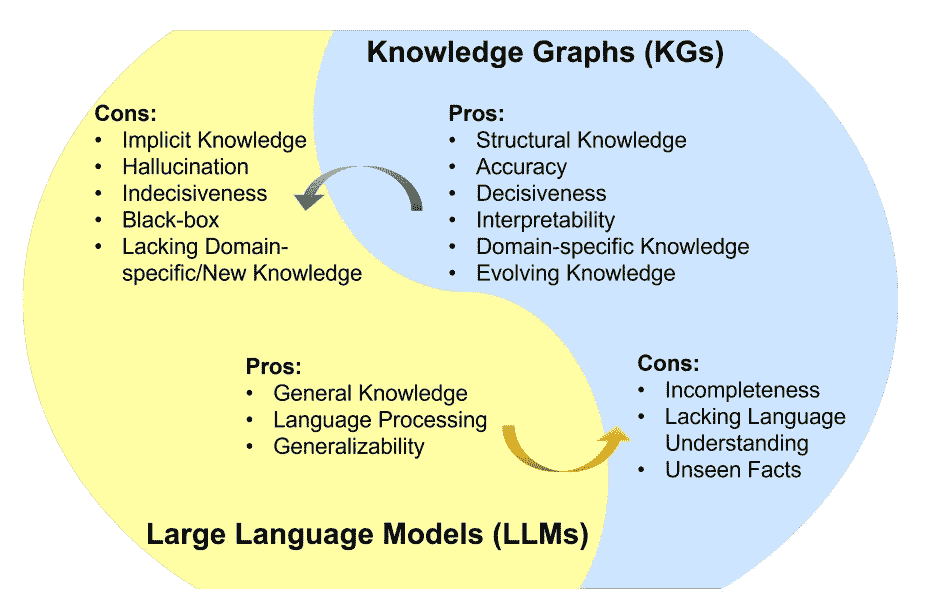 Knowledge Graphs (KGs)
Cons:
• Implicit Knowledge
• Hallucination
• Indecisiveness
• Black-box
• Lacking Domain-
specific/New Knowledge
Pros:
• Structural Knowledge
• Accuracy
• Decisiveness
• Interpretability
• Domain-specific Knowledge
• Evolving Knowledge
Pros:
• General Knowledge
• Language Processing
• Generalizability
Cons:
• Incompleteness
• Lacking Language
Understanding
• Unseen Facts
Large Language Models (LLMs)